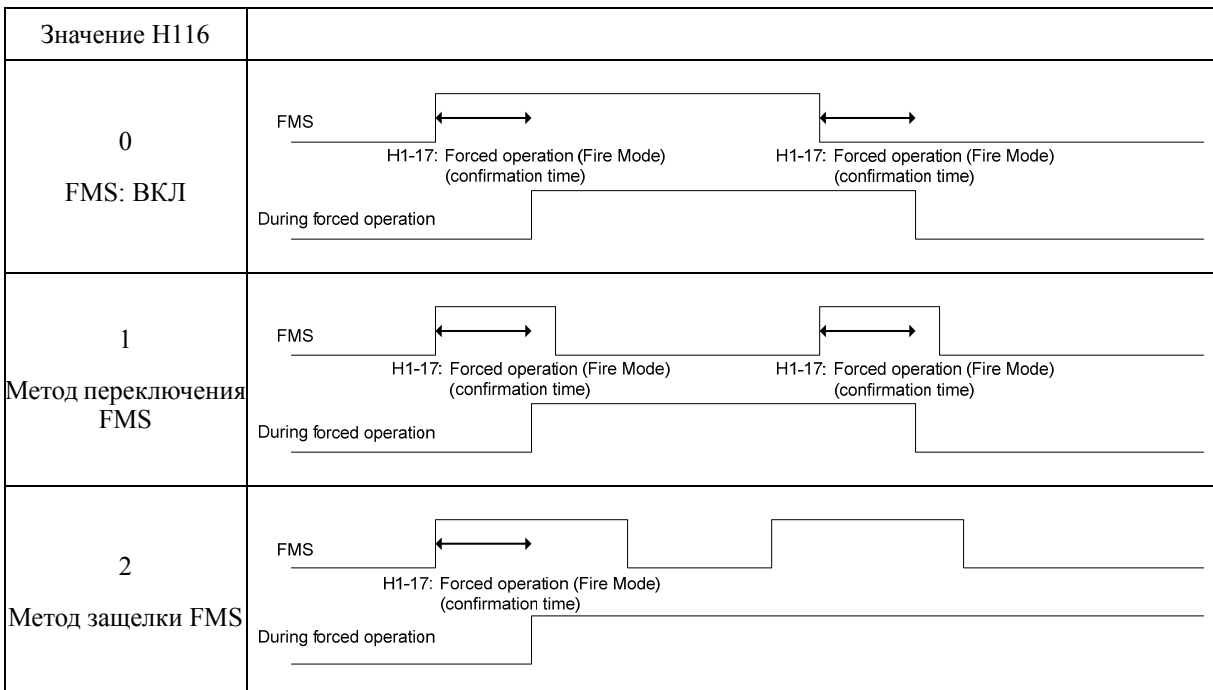 Значение H116
0
FMS: ВКЛ
FMS
H1-17: Forced operation (Fire Mode)
(confirmation time)
H1-17: Forced operation (Fire Mode)
(confirmation time)
During forced operation
1
Метод переключения
FMS
FMS
H1-17: Forced operation (Fire Mode)
(confirmation time)
H1-17: Forced operation (Fire Mode)
(confirmation time)
During forced operation
2
Метод защелки FMS
FMS
H1-17: Forced operation (Fire Mode)
(confirmation time)
During forced operation